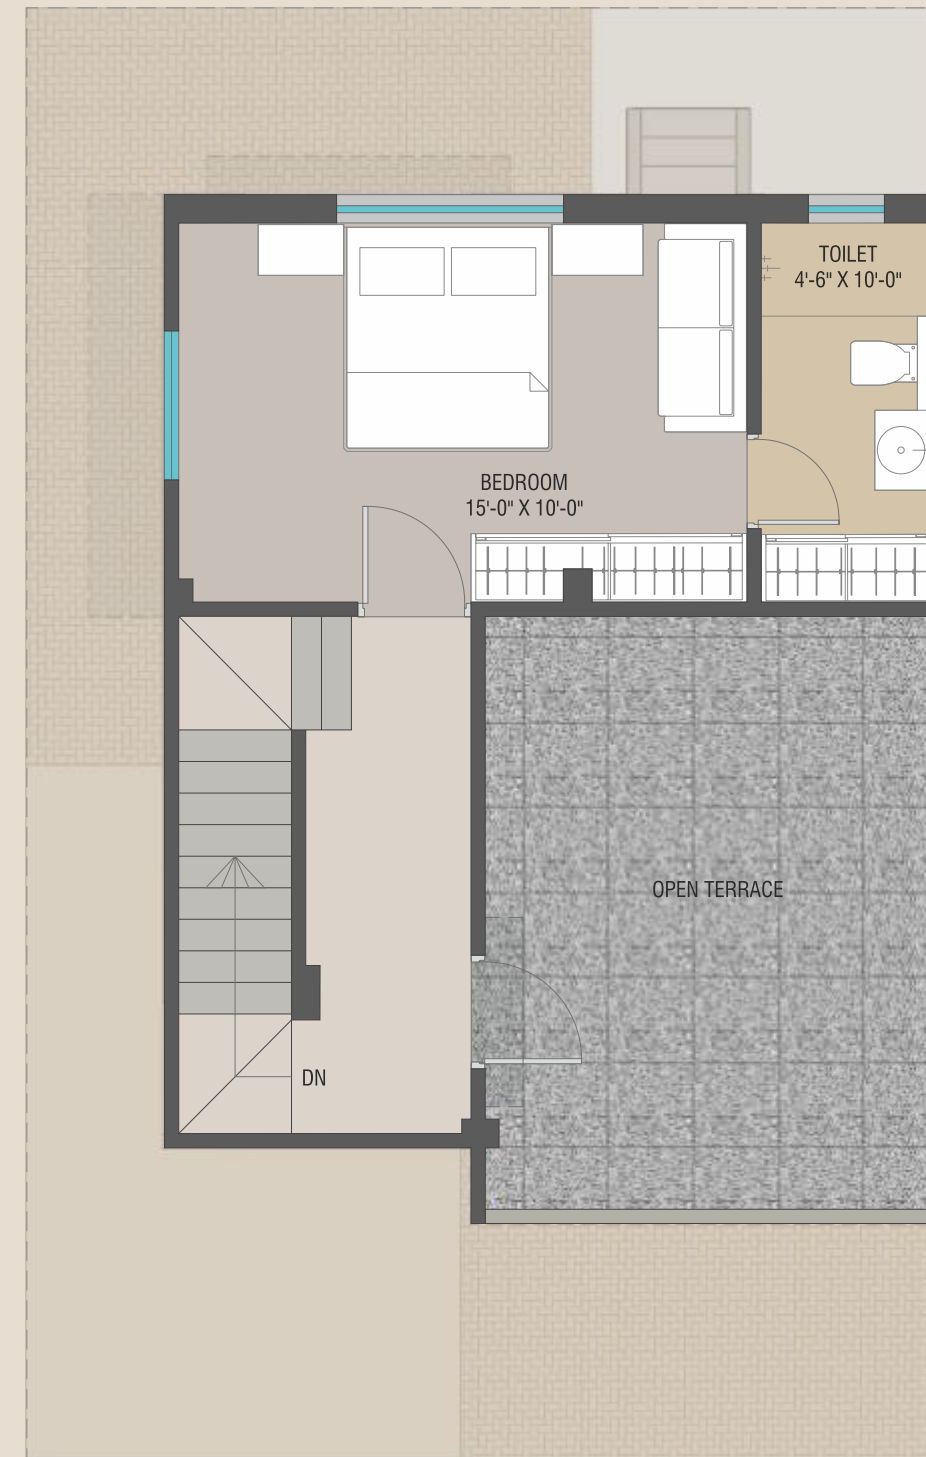 TOILET
4'-6" X 10'-0"
BEDROOM
15'-0" X 10'-0"
OPEN TERRACE
DN